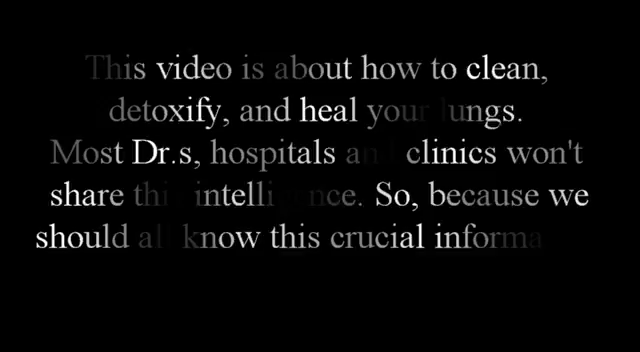 This video is about how to clean,
detoxify, and heal your lungs.
Most Dr.s, hospitals and clinics won't
share this intelligence. So, because we
should all know this crucial informa